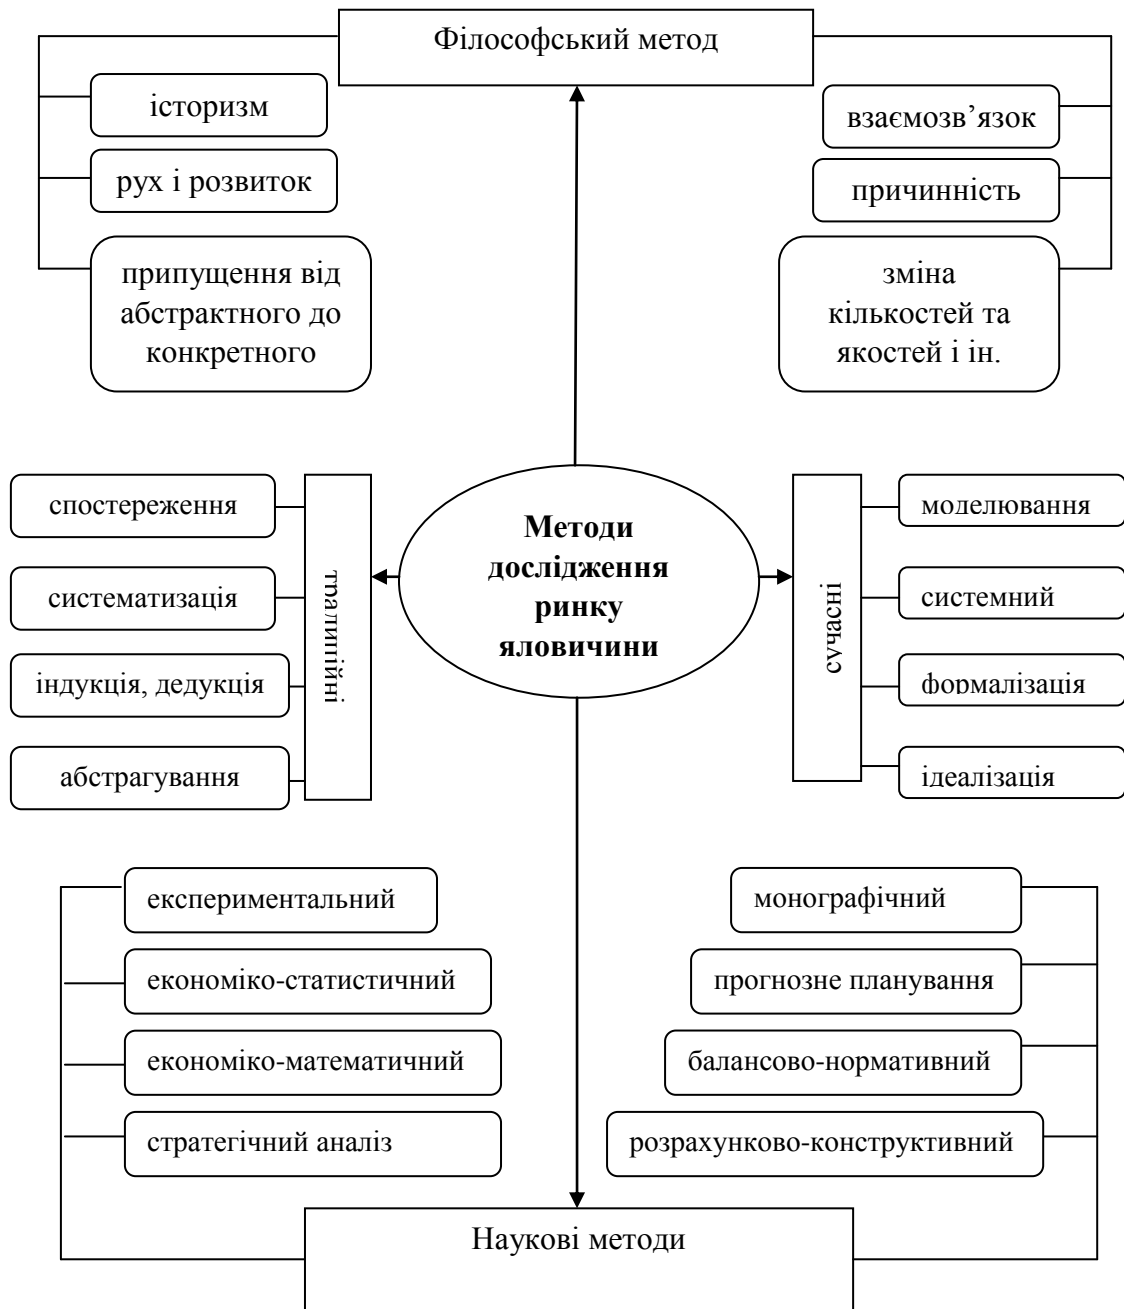 Філософський метод
історизм
рух і розвиток
припущення від
абстрактного до
конкретного
взаємозв’язок
причинність
зміна
кількостей та
якостей і ін.
спостереження
систематизація
індукція, дедукція
абстрагування
традиційні
Методи
дослідження
ринку
яловичини
сучасні
моделювання
системний
формалізація
ідеалізація
експериментальний
економіко-статистичний
економіко-математичний
стратегічний аналіз
монографічний
прогнозне планування
балансово-нормативний
розрахунково-конструктивний
Наукові методи